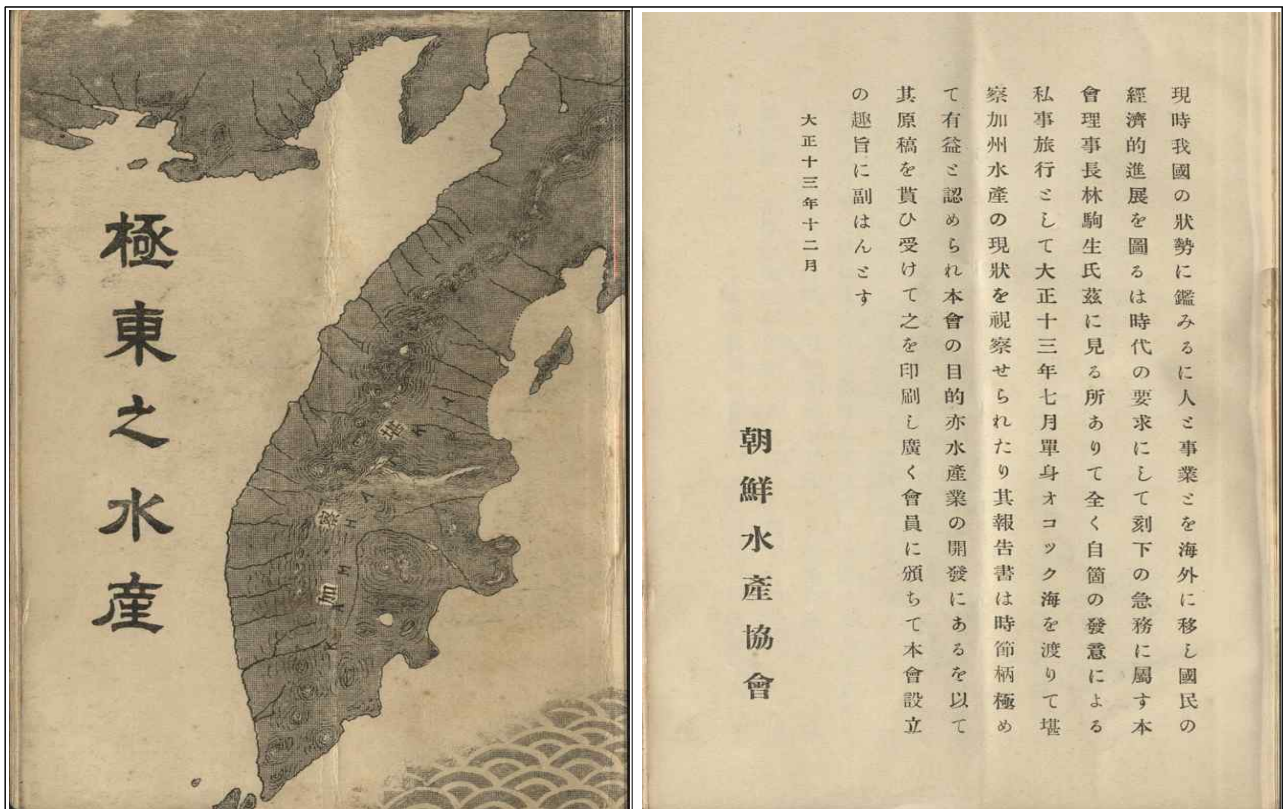 極東之水産
堪察加
現時我國の狀勢に鑑みるに人と事業とを海外に移し國民の
經濟的進展を圖るは時代の要求にして刻下の急務に屬す本
會理事長林駒生氏茲に見る所ありて全く自箇の發意による
私事旅行として大正十三年七月單身オコツク海を渡りて堪
察加州水產の現狀を視察せられたり其報告書は時節柄極め
て有益と認められ本會の目的亦水產業の開發にあるを以て
其原稿を貰ひ受けて之を印刷し廣く會員に頒ちて本會設立
の趣旨に副はんとす
大正十三年十二月
朝鮮水產協會